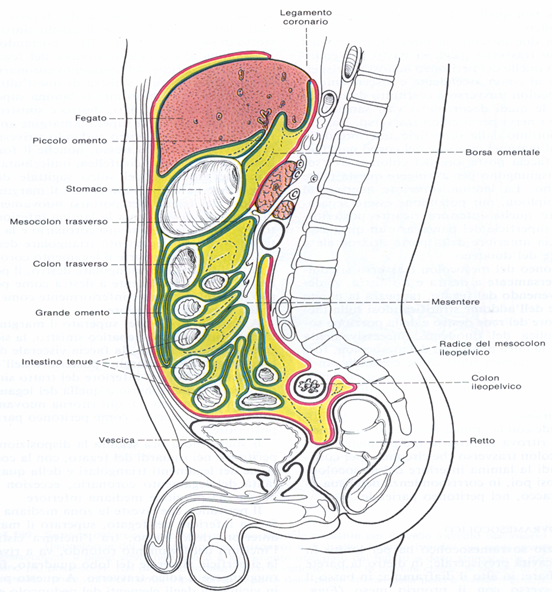 Legamento
coronario
Fegato
Piccolo omento
Borsa omentale
Stomaco
Mesocolon trasverso
Colon trasverso
Mesentere
Grande omento
Radice del mesocolon
ileopelvico
Intestino tenue
Colon
ileopelvico
Vescica
Retto